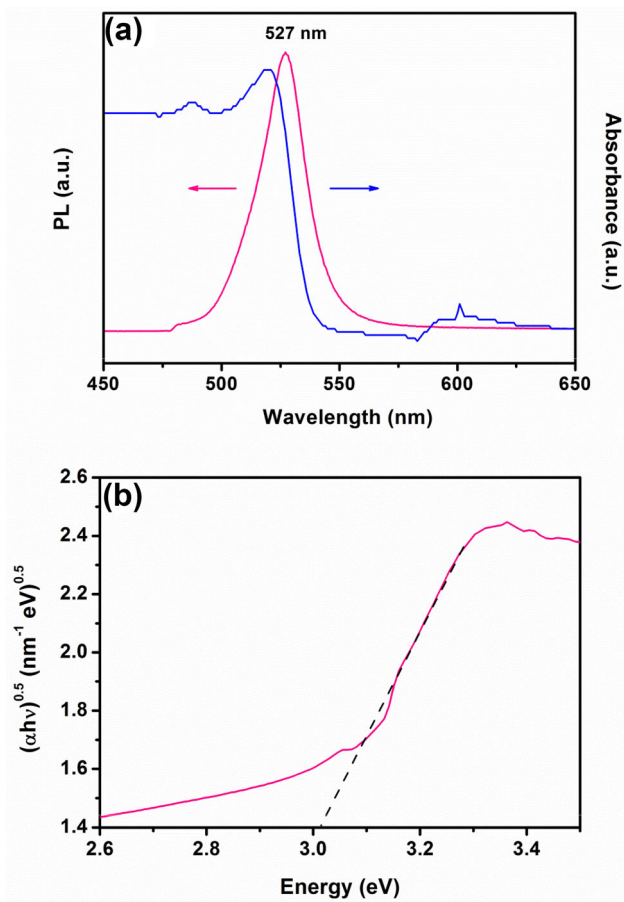 (a)
527 nm
PL (a.u.)
Absorbance (a.u.)
450 500 550 600 650
Wavelength (nm)
(b)
2.6
2.4
2.2
2.0
1.8
1.6
1.4
(αhν)^0.5 (nm^-1 eV)^0.5
2.6 2.8 3.0 3.2 3.4
Energy (eV)